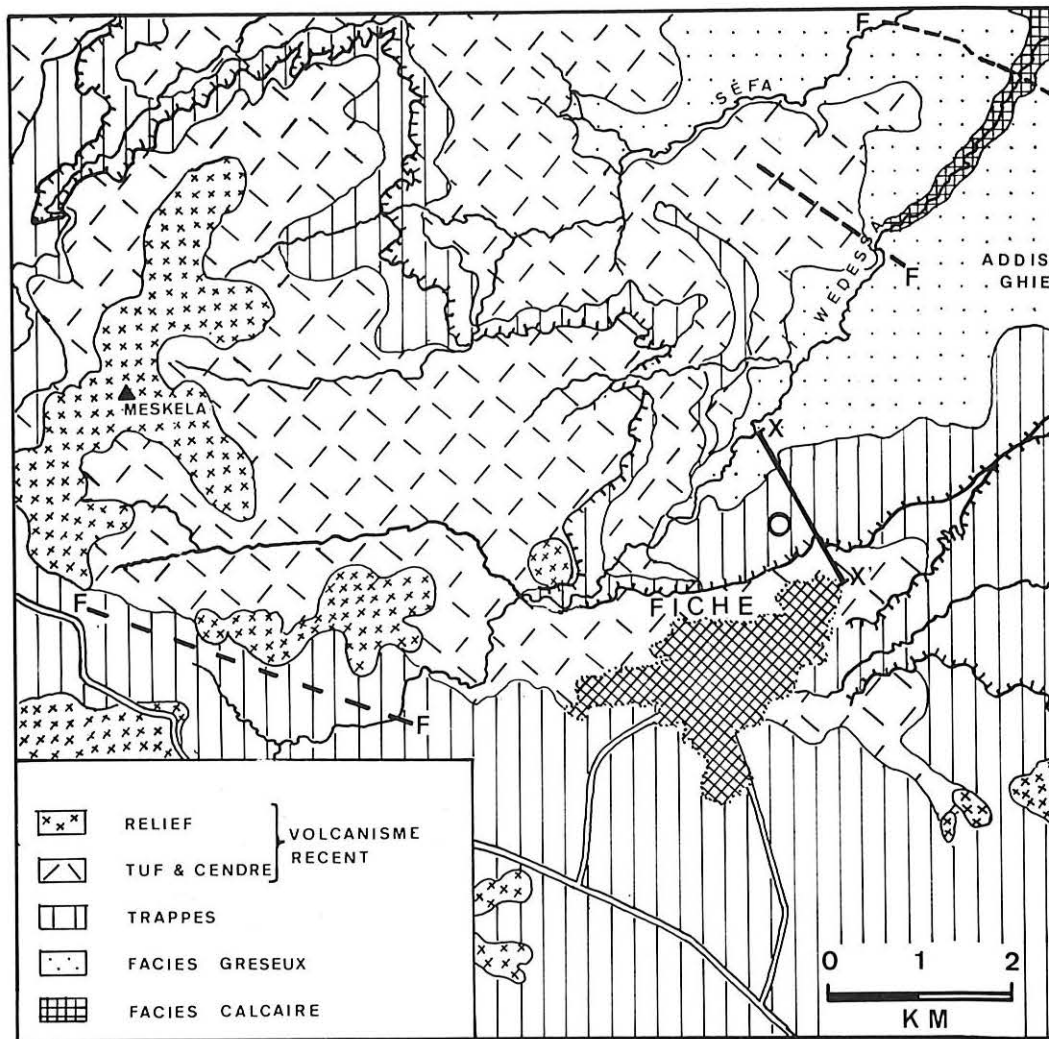 F
SÉFA
WEDESSA
F
ADDIS
GHIE
MESKELA
X
X'
F
FICHE
F
RELIEF
TUF & CENDRE
VOLCANISME
RECENT
TRAPPES
FACIES GRESEUX
FACIES CALCAIRE
0 1 2
KM